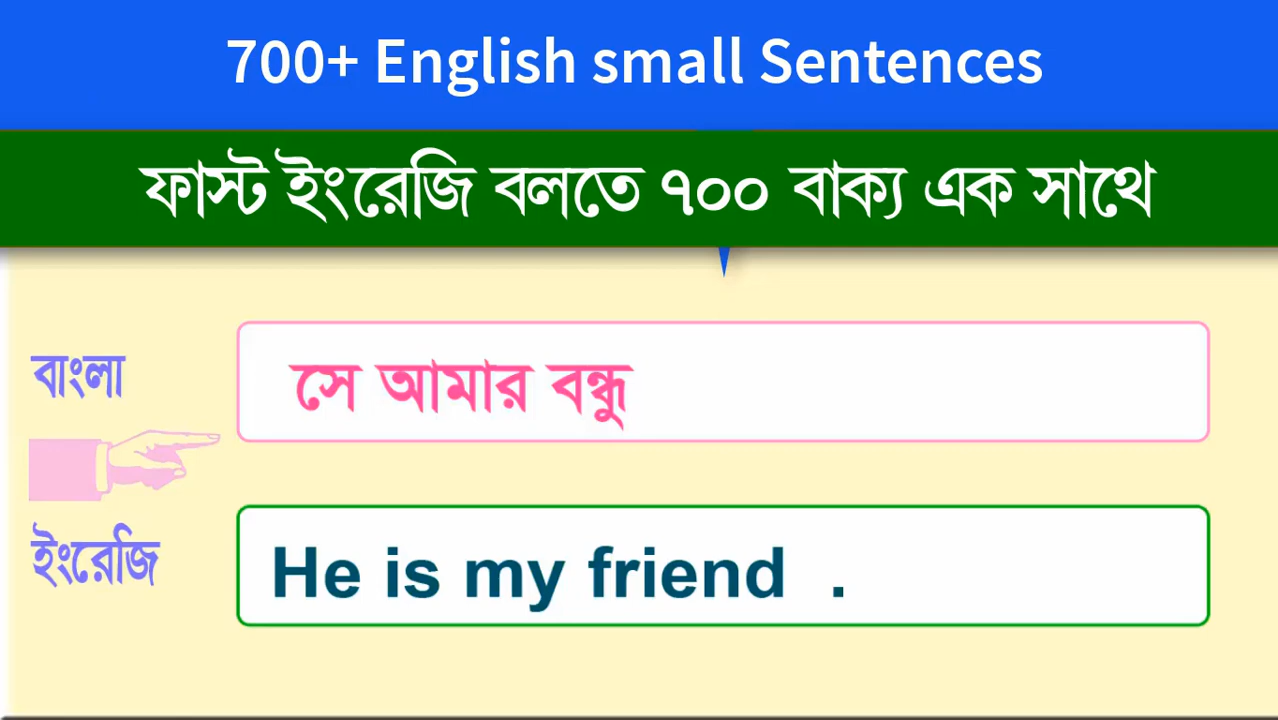 700+ English small Sentences
ফাস্ট ইংরেজি বলতে ৭০০ বাক্য এক সাথে
বাংলা
সে আমার বন্ধু
ইংরেজি
He is my friend .